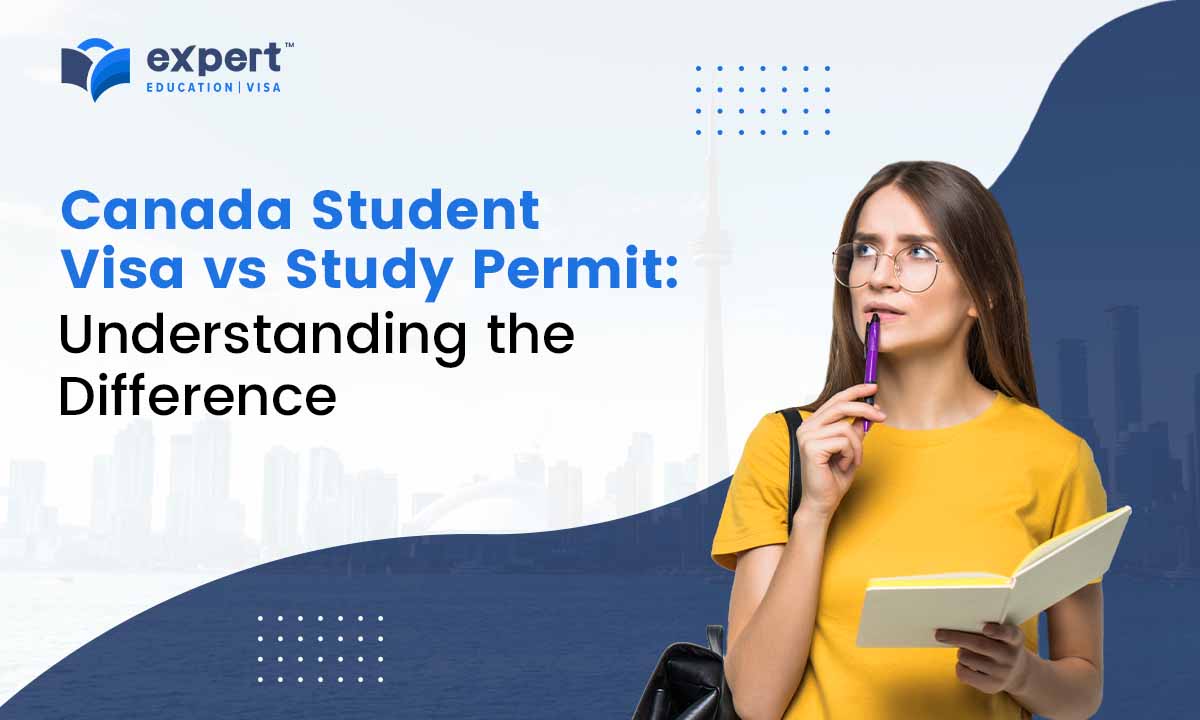 expert™
EDUCATION | VISA
Canada Student
Visa vs Study Permit:
Understanding the
Difference